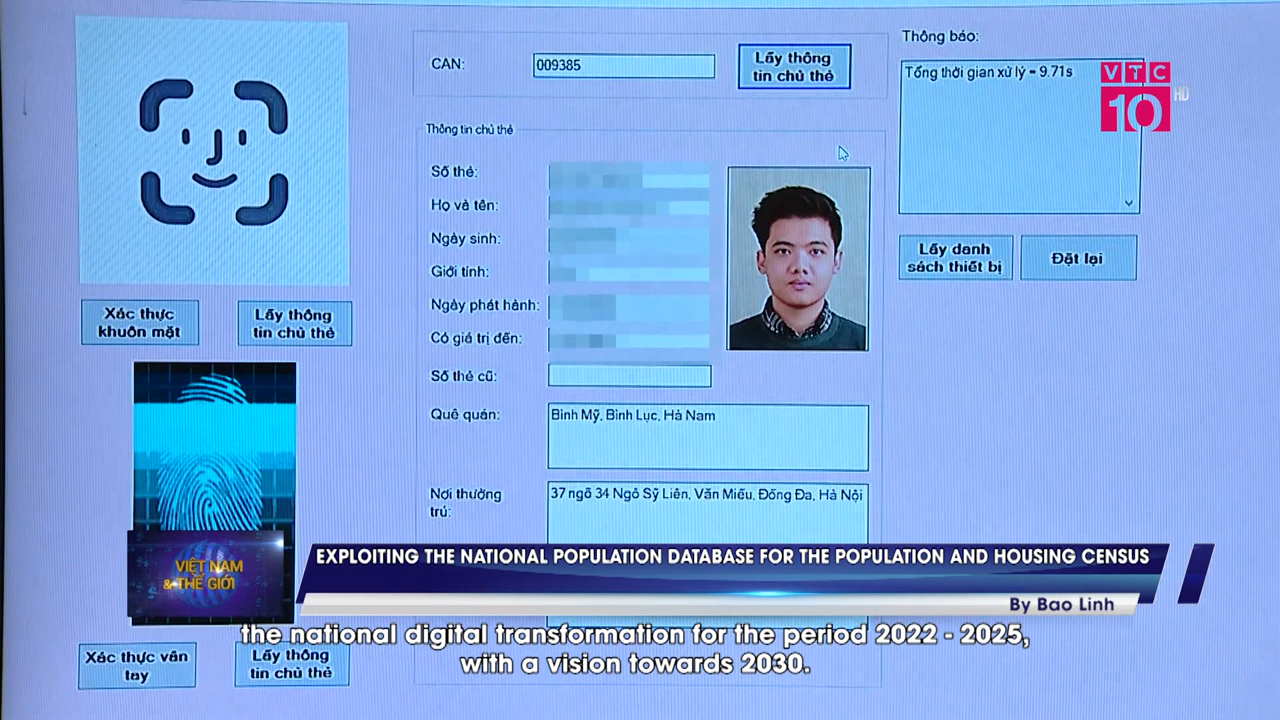 CAN:
009385
Lấy thông
tin chủ thẻ
Thông báo:
Tổng thời gian xử lý = 9.71s
VTC
10
HD
Thông tin chủ thẻ
Số thẻ:
Họ và tên:
Ngày sinh:
Giới tính:
Ngày phát hành:
Có giá trị đến:
Số thẻ cũ:
Quê quán:
Bình Mỹ, Bình Lục, Hà Nam
Nơi thường
trú:
37 ngõ 34 Ngô Sỹ Liên, Văn Miếu, Đống Đa, Hà Nội
Lấy danh
sách thiết bị
Đặt lại
Xác thực
khuôn mặt
Lấy thông
tin chủ thẻ
VIỆT NAM
& THẾ GIỚI
EXPLOITING THE NATIONAL POPULATION DATABASE FOR THE POPULATION AND HOUSING CENSUS
By Bao Linh
the national digital transformation for the period 2022 - 2025,
with a vision towards 2030.
Xác thực vân
tay
Lấy thông
tin chủ thẻ